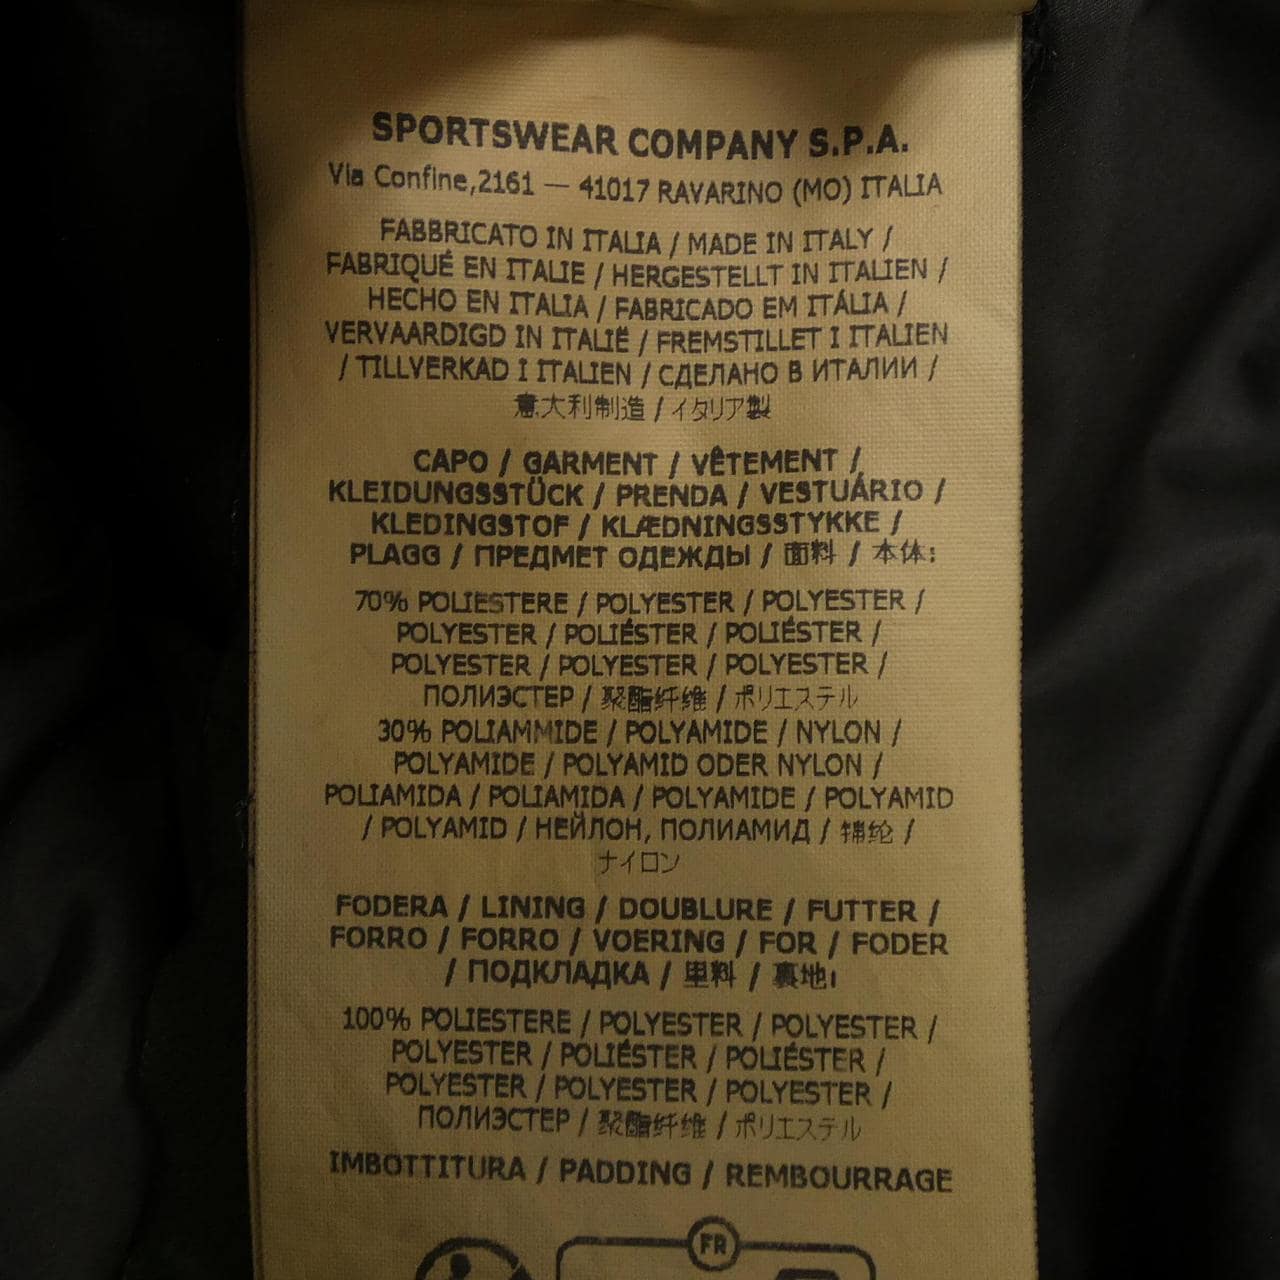 SPORTSWEAR COMPANY S.P.A.
Via Confine,2161 — 41017 RAVARINO (MO) ITALIA
FABBRICATO IN ITALIA / MADE IN ITALY /
FABRIQUÉ EN ITALIE / HERGESTELLT IN ITALIEN /
HECHO EN ITALIA / FABRICADO EM ITÁLIA /
VERVAARDIGD IN ITALIË / FREMSTILLET I ITALIEN
/ TILLVERKAD I ITALIEN / СДЕЛАНО В ИТАЛИИ /
意大利制造 / イタリア製
CAPO / GARMENT / VÊTEMENT /
KLEIDUNGSSTÜCK / PRENDA / VESTUÁRIO /
KLEDINGSTOF / KLÆDNINGSSTYKKE /
PLAGG / ПРЕДМЕТ ОДЕЖДЫ / 面料 / 本体:
70% POLIESTERE / POLYESTER / POLYESTER /
POLYESTER / POLIÉSTER / POLIÉSTER /
POLYESTER / POLYESTER / POLYESTER /
ПОЛИЭСТЕР / 聚酯纤维 / ポリエステル
30% POLIAMMIDE / POLYAMIDE / NYLON /
POLYAMIDE / POLYAMID ODER NYLON /
POLIAMIDA / POLIAMIDA / POLYAMIDE / POLYAMID
/ POLYAMID / НЕЙЛОН, ПОЛИАМИД / 锦纶 /
ナイロン
FODERA / LINING / DOUBLURE / FUTTER /
FORRO / FORRO / VOERING / FOR / FODER
/ ПОДКЛАДКА / 里料 / 裏地:
100% POLIESTERE / POLYESTER / POLYESTER /
POLYESTER / POLIÉSTER / POLIÉSTER /
POLYESTER / POLYESTER / POLYESTER /
ПОЛИЭСТЕР / 聚酯纤维 / ポリエステル
IMBOTTITURA / PADDING / REMBOURRAGE
FR